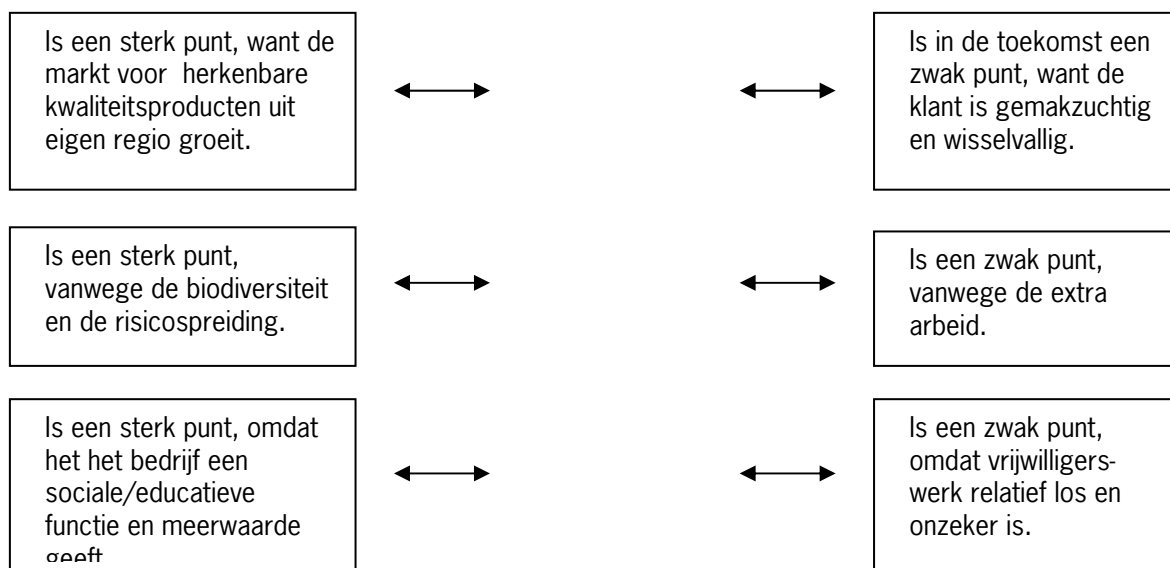 Is een sterk punt, want de
markt voor herkenbare
kwaliteitsproducten uit
eigen regio groeit.
Is in de toekomst een
zwak punt, want de
klant is gemakzuchtig
en wisselvallig.
Is een sterk punt,
vanwege de biodiversiteit
en de risicospreiding.
Is een zwak punt,
vanwege de extra
arbeid.
Is een sterk punt, omdat
het het bedrijf een
sociale/educatieve
functie en meerwaarde
geeft
Is een zwak punt,
omdat vrijwilligers-
werk relatief los en
onzeker is.